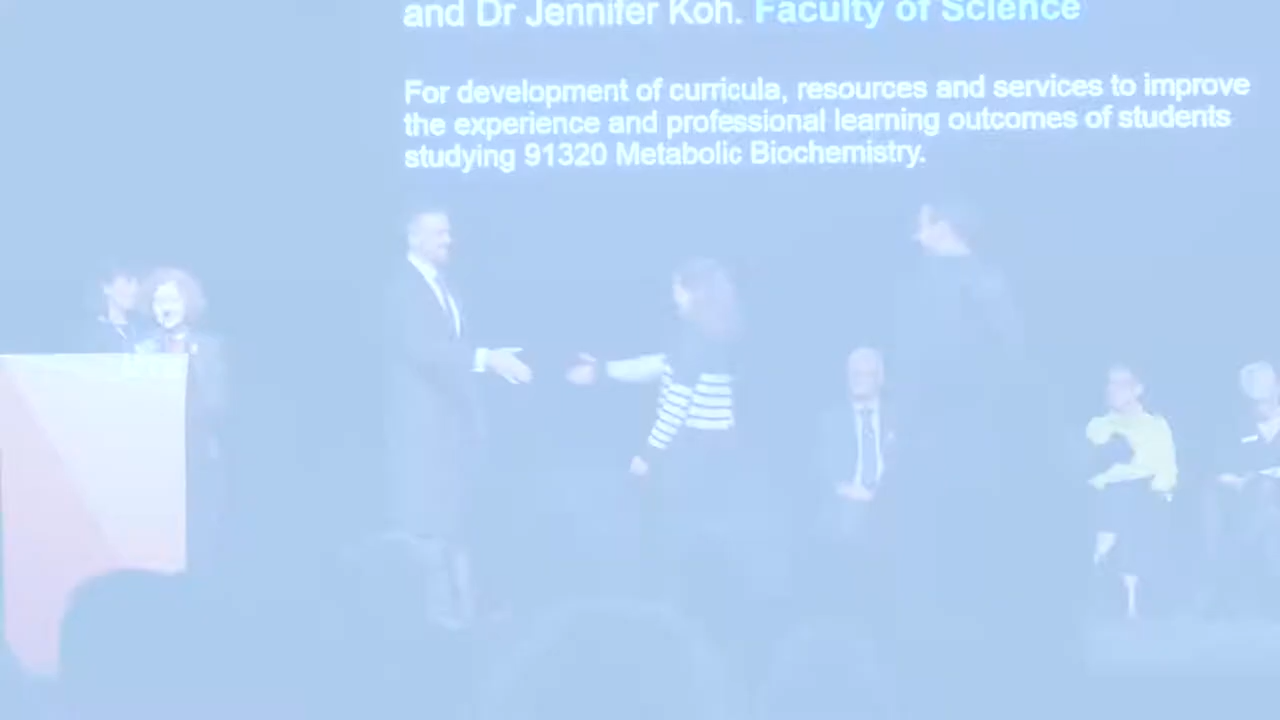 and Dr Jennifer Koh. Faculty of Science
For development of curricula, resources and services to improve
the experience and professional learning outcomes of students
studying 91320 Metabolic Biochemistry.